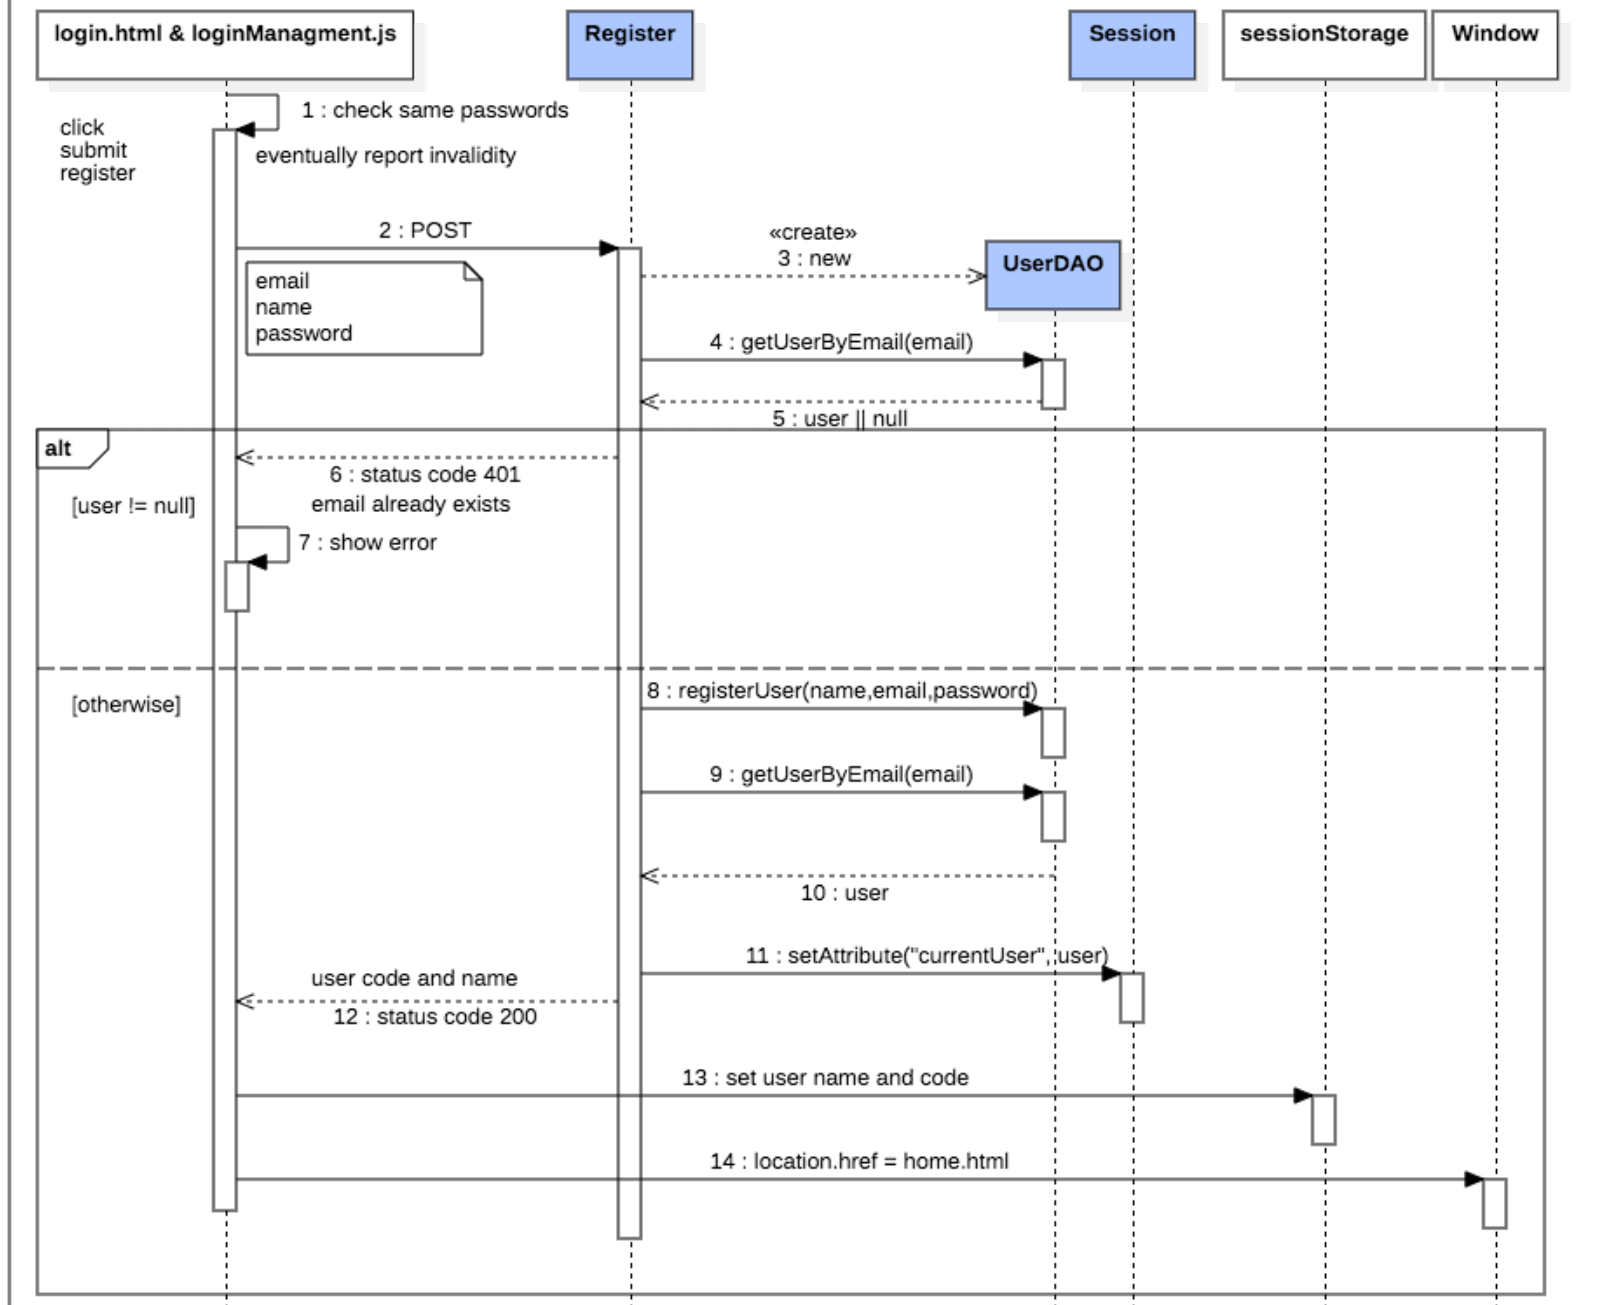 login.html & loginManagment.js
Register
Session
sessionStorage
Window
1 : check same passwords
click
submit
register
eventually report invalidity
2 : POST
«create»
3 : new
UserDAO
email
name
password
4 : getUserByEmail(email)
5 : user || null
alt
6 : status code 401
[user != null]
email already exists
7 : show error
[otherwise]
8 : registerUser(name,email,password)
9 : getUserByEmail(email)
10 : user
11 : setAttribute("currentUser", user)
user code and name
12 : status code 200
13 : set user name and code
14 : location.href = home.html